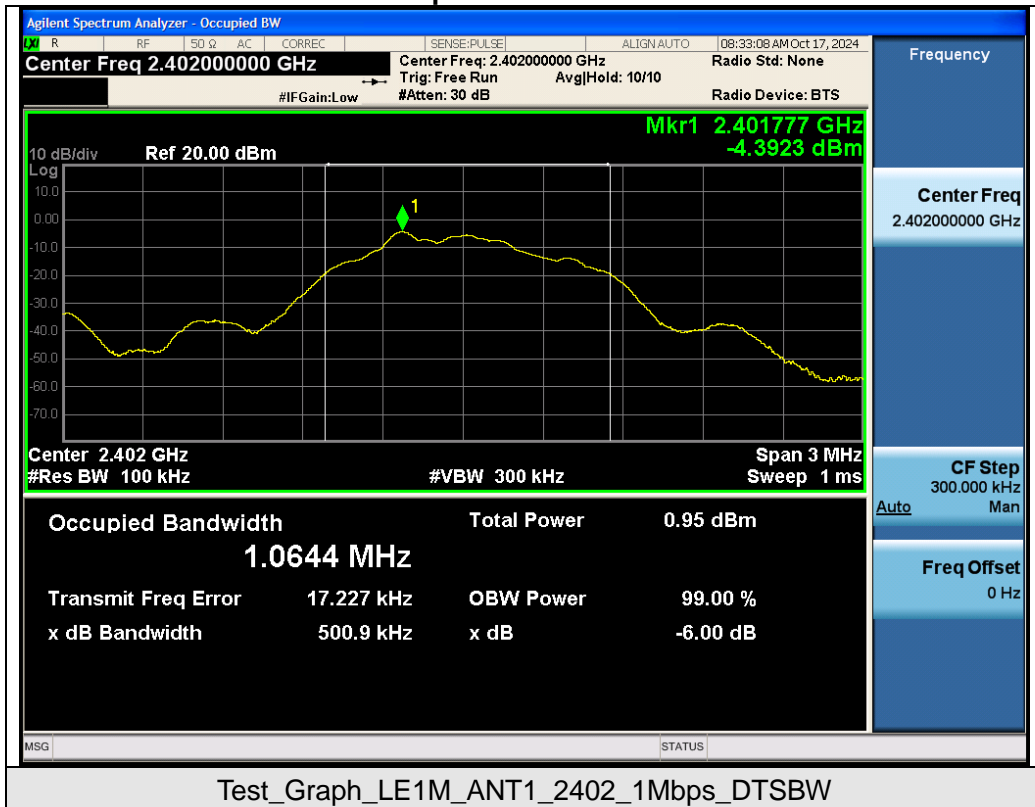 Agilent Spectrum Analyzer - Occupied BW
LXI R RF 50 Ω AC CORREC SENSE:PULSE ALIGN AUTO 08:33:08 AM Oct 17, 2024
Center Freq 2.402000000 GHz
Center Freq: 2.402000000 GHz
Radio Std: None
Trig: Free Run Avg|Hold: 10/10
#IFGain:Low
#Atten: 30 dB
Radio Device: BTS
Frequency
Mkr1 2.401777 GHz
-4.3923 dBm
10 dB/div Ref 20.00 dBm
Log
10.0
0.00
-10.0
-20.0
-30.0
-40.0
-50.0
-60.0
-70.0
1
Center Freq
2.402000000 GHz
Center 2.402 GHz Span 3 MHz
#Res BW 100 kHz #VBW 300 kHz Sweep 1 ms
CF Step
300.000 kHz
Auto Man
Freq Offset
0 Hz
Occupied Bandwidth Total Power 0.95 dBm
1.0644 MHz
Transmit Freq Error 17.227 kHz OBW Power 99.00 %
x dB Bandwidth 500.9 kHz x dB -6.00 dB
MSG STATUS
Test_Graph_LE1M_ANT1_2402_1Mbps_DTSBW